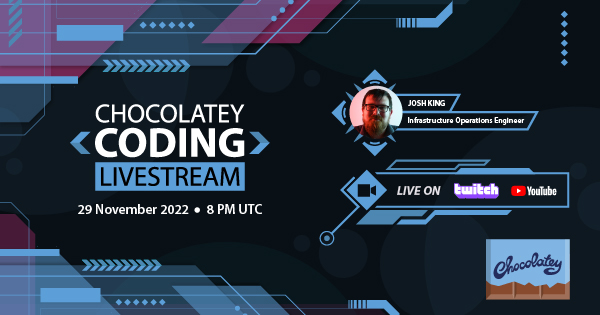 CHOCOLATEY
CODING
LIVESTREAM
29 November 2022 ● 8 PM UTC
JOSH KING
Infrastructure Operations Engineer
LIVE ON twitch YouTube
Chocolatey